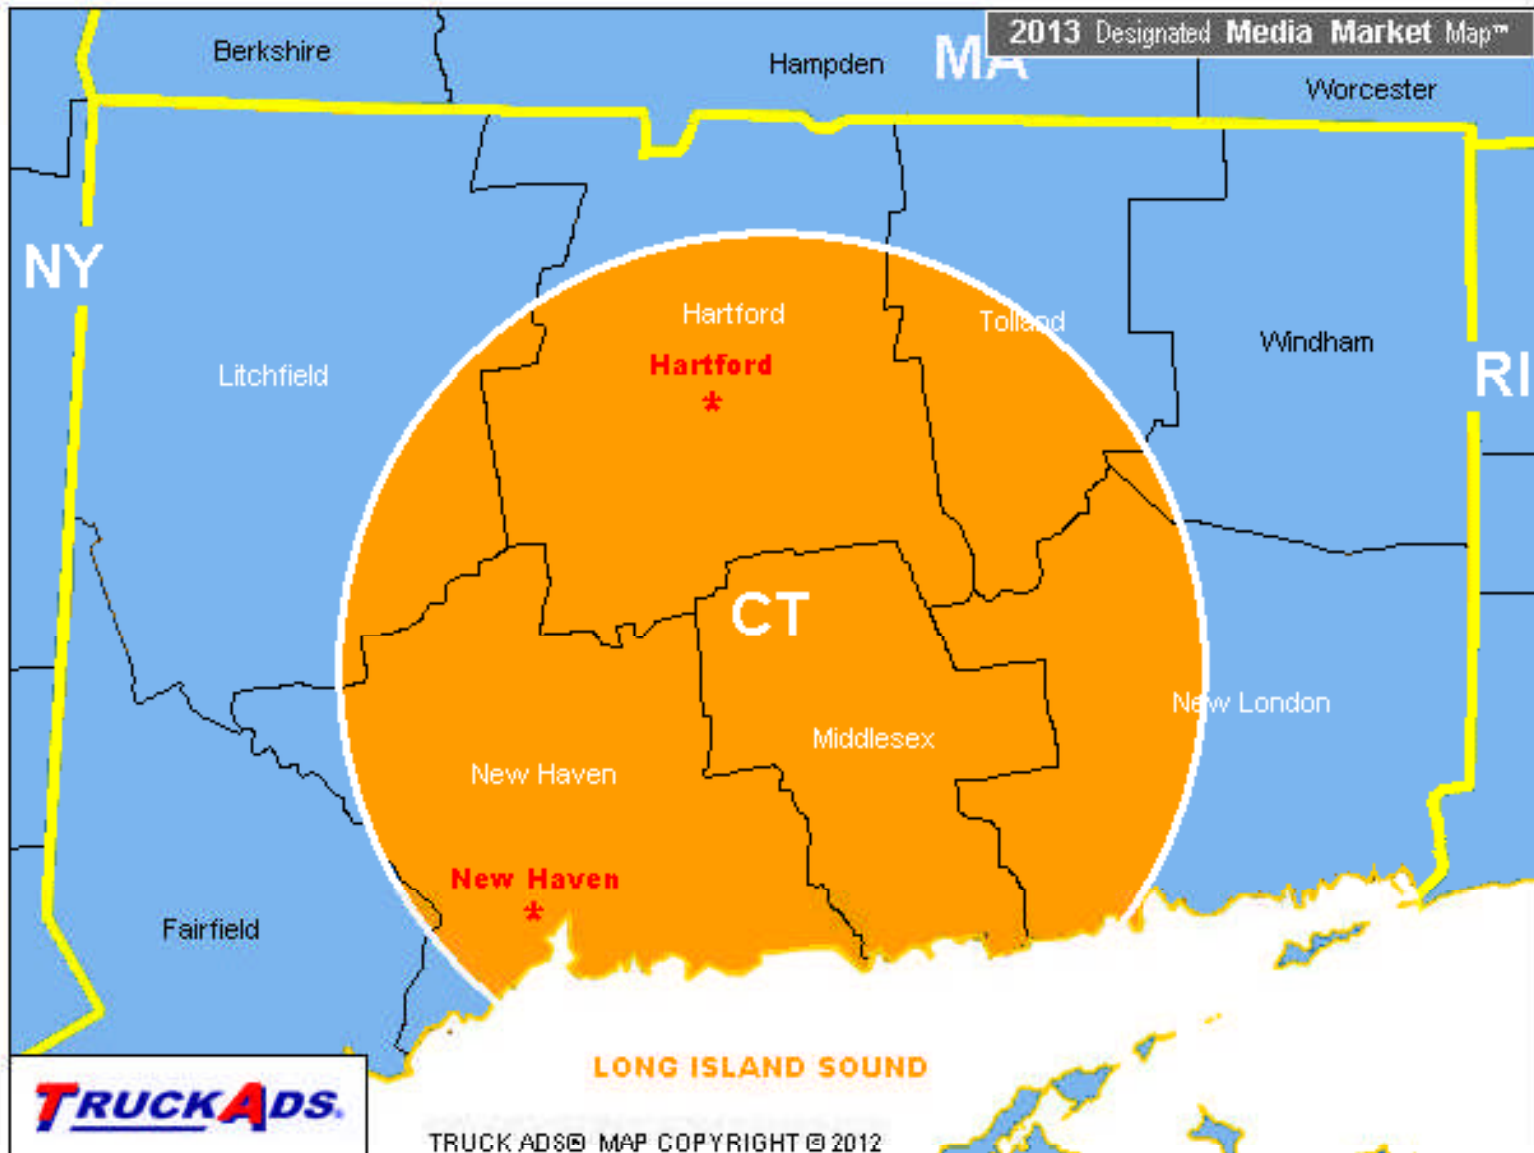 2013 Designated Media Market Map™
Berkshire
Hampden
MA
Worcester
NY
Hartford
Tolland
Windham
Hartford
*
Litchfield
RI
CT
New London
Middlesex
New Haven
New Haven
*
Fairfield
LONG ISLAND SOUND
TRUCKADS.
TRUCK ADS® MAP COPYRIGHT © 2012